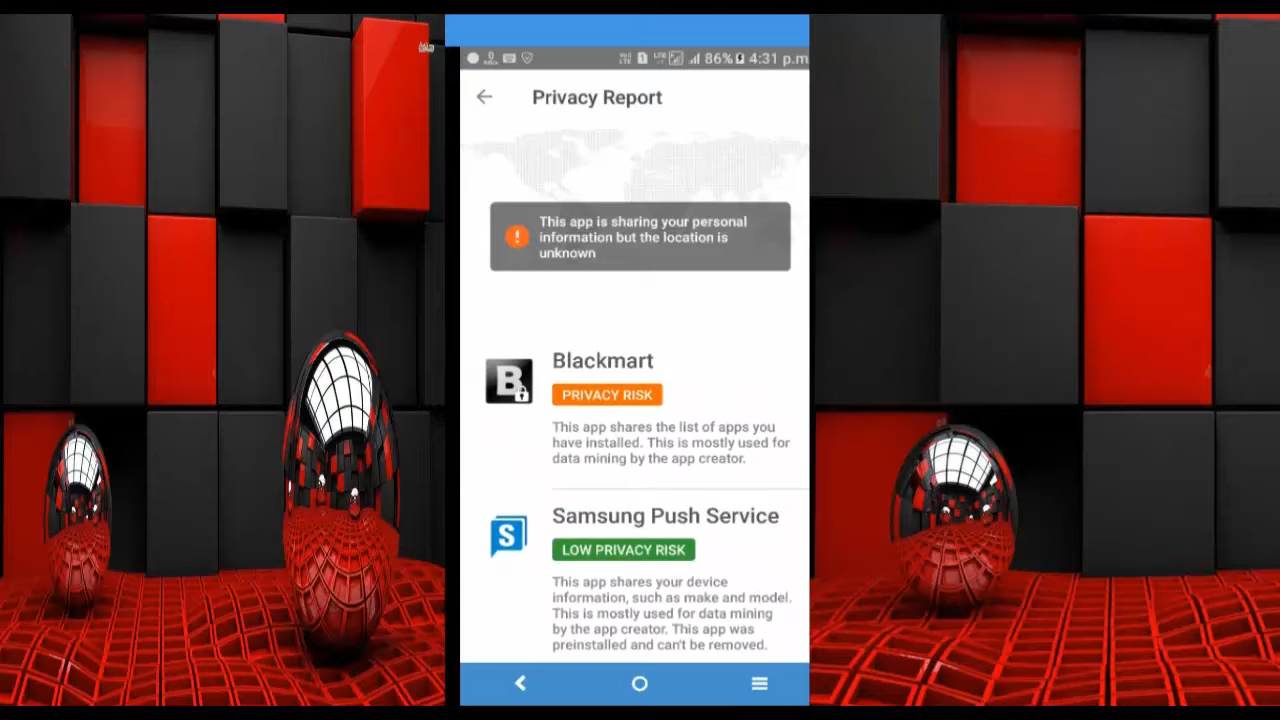 86% 4:31 p.m
Privacy Report
This app is sharing your personal
information but the location is
unknown
Blackmart
PRIVACY RISK
This app shares the list of apps you
have installed. This is mostly used for
data mining by the app creator.
Samsung Push Service
LOW PRIVACY RISK
This app shares your device
information, such as make and model.
This is mostly used for data mining
by the app creator. This app was
preinstalled and can't be removed.